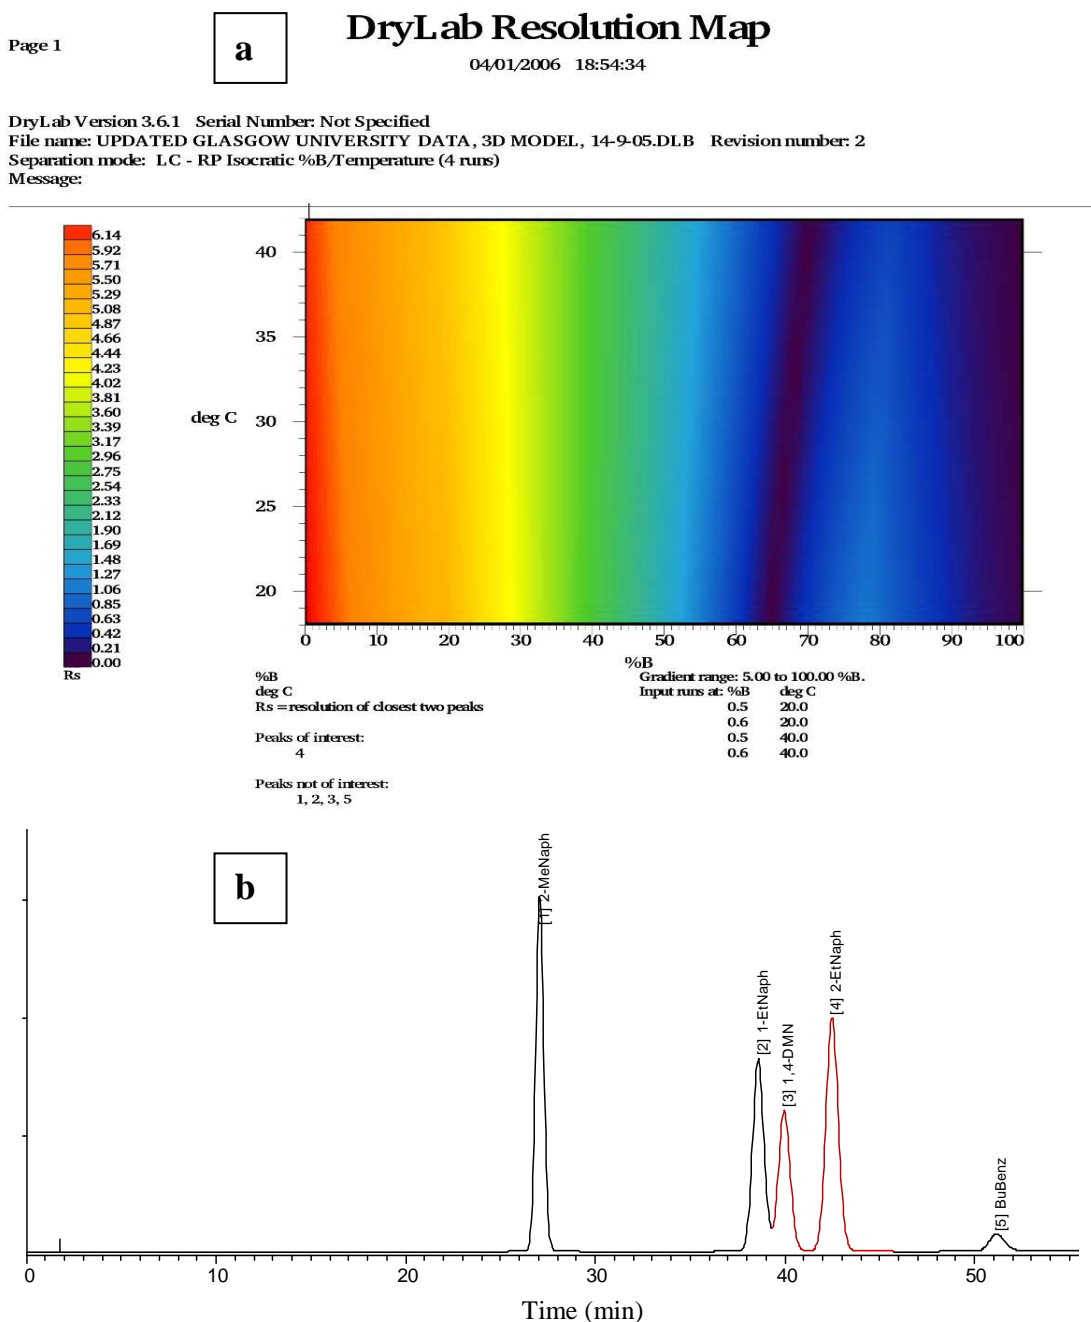 Page 1
a
DryLab Resolution Map
04/01/2006 18:54:34
DryLab Version 3.6.1 Serial Number: Not Specified
File name: UPDATED GLASGOW UNIVERSITY DATA, 3D MODEL, 14-9-05.DLB Revision number: 2
Separation mode: LC - RP Isocratic %B/Temperature (4 runs)
Message:
6.14
5.92
5.71
5.50
5.29
5.08
4.87
4.66
4.44
4.23
4.02
3.81
3.60
3.39
3.17
2.96
2.75
2.54
2.33
2.12
1.90
1.69
1.48
1.27
1.06
0.85
0.63
0.42
0.21
0.00
Rs
deg C
40
35
30
25
20
0 10 20 30 40 50 60 70 80 90 100
%B
%B
deg C
Rs = resolution of closest two peaks
Peaks of interest:
4
Peaks not of interest:
1, 2, 3, 5
Gradient range: 5.00 to 100.00 %B.
Input runs at: %B deg C
0.5 20.0
0.6 20.0
0.5 40.0
0.6 40.0
b
[1] 2-MeNaph
[2] 1-EtNaph
[3] 1,4-DMN
[4] 2-EtNaph
[5] BuBenz
0 10 20 30 40 50
Time (min)